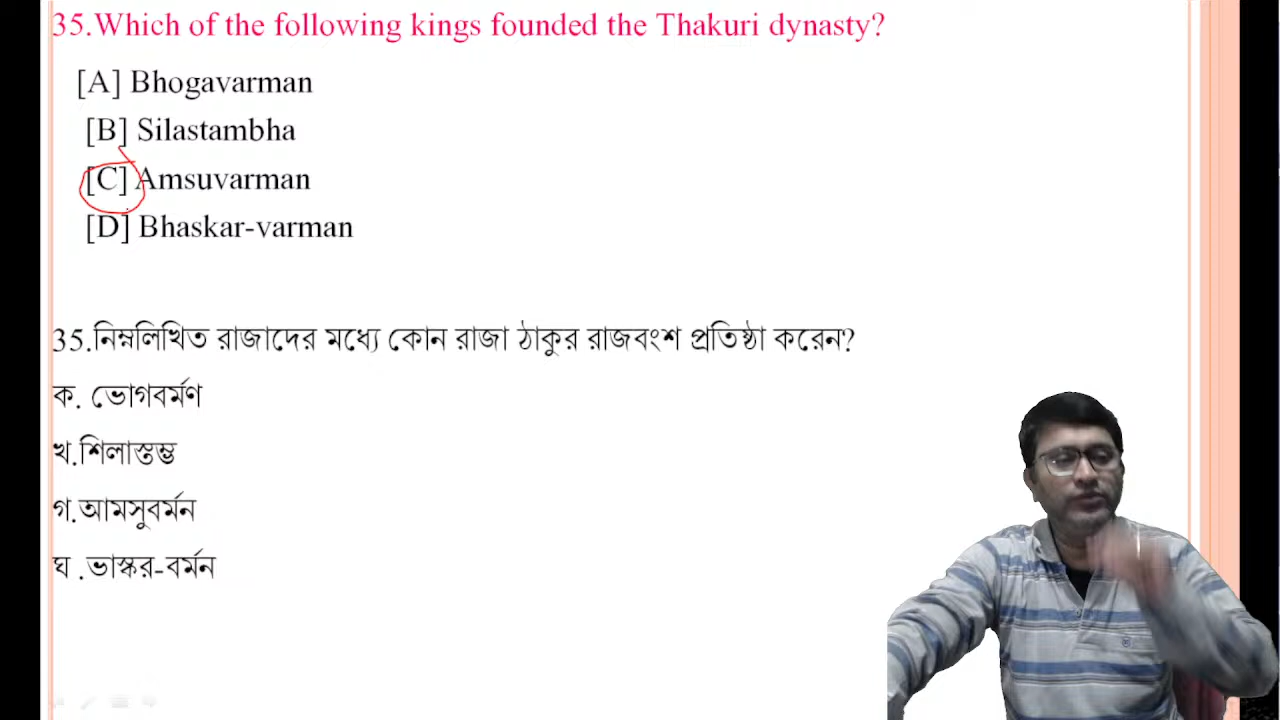 35.Which of the following kings founded the Thakuri dynasty?
[A] Bhogavarman
[B] Silastambha
[C] Amsuvarman
[D] Bhaskar-varman
35.নিম্নলিখিত রাজাদের মধ্যে কোন রাজা ঠাকুর রাজবংশ প্রতিষ্ঠা করেন?
ক. ভোগবর্মণ
খ.শিলাস্তম্ভ
গ.আমসুবর্মন
ঘ .ভাস্কর-বর্মন